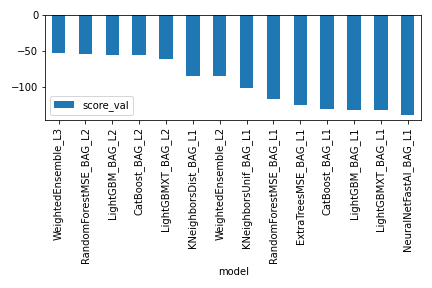 0
−50
−100
score_val
WeightedEnsemble_L3
RandomForestMSE_BAG_L2
LightGBM_BAG_L2
CatBoost_BAG_L2
LightGBMXT_BAG_L2
KNeighborsDist_BAG_L1
WeightedEnsemble_L2
KNeighborsUnif_BAG_L1
RandomForestMSE_BAG_L1
ExtraTreesMSE_BAG_L1
CatBoost_BAG_L1
LightGBM_BAG_L1
LightGBMXT_BAG_L1
NeuralNetFastAI_BAG_L1
model